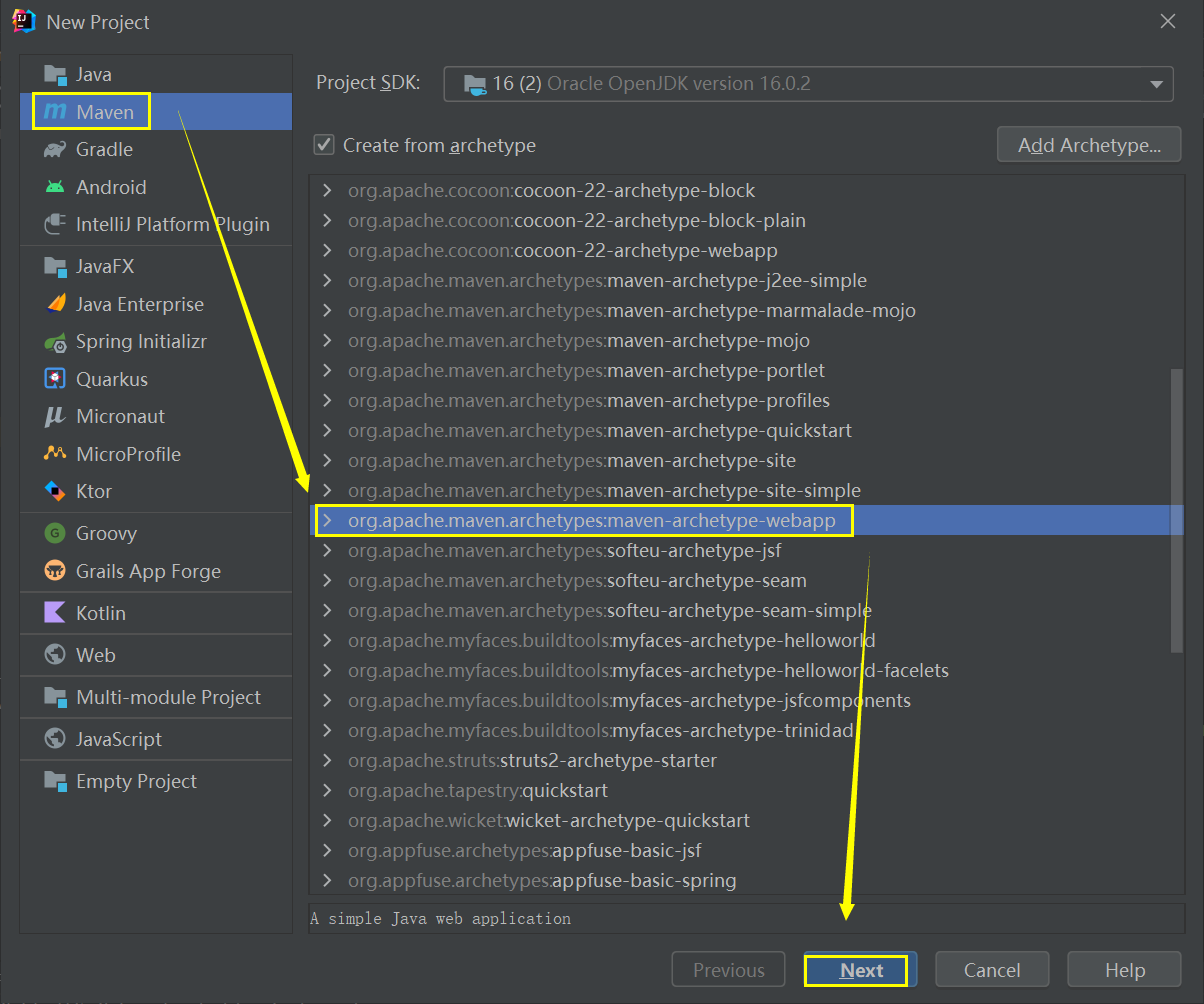 New Project
Java
Maven
Gradle
Android
IntelliJ Platform Plugin
JavaFX
Java Enterprise
Spring Initializr
Quarkus
Micronaut
MicroProfile
Ktor
Groovy
Grails App Forge
Kotlin
Web
Multi-module Project
JavaScript
Empty Project
Project SDK: 16 (2) Oracle OpenJDK version 16.0.2
Create from archetype Add Archetype...
org.apache.cocoon:cocoon-22-archetype-block
org.apache.cocoon:cocoon-22-archetype-block-plain
org.apache.cocoon:cocoon-22-archetype-webapp
org.apache.maven.archetypes:maven-archetype-j2ee-simple
org.apache.maven.archetypes:maven-archetype-marmalade-mojo
org.apache.maven.archetypes:maven-archetype-mojo
org.apache.maven.archetypes:maven-archetype-portlet
org.apache.maven.archetypes:maven-archetype-profiles
org.apache.maven.archetypes:maven-archetype-quickstart
org.apache.maven.archetypes:maven-archetype-site
org.apache.maven.archetypes:maven-archetype-site-simple
org.apache.maven.archetypes:maven-archetype-webapp
org.apache.maven.archetypes:softeu-archetype-jsf
org.apache.maven.archetypes:softeu-archetype-seam
org.apache.maven.archetypes:softeu-archetype-seam-simple
org.apache.myfaces.buildtools:myfaces-archetype-helloworld
org.apache.myfaces.buildtools:myfaces-archetype-helloworld-facelets
org.apache.myfaces.buildtools:myfaces-archetype-jsfcomponents
org.apache.myfaces.buildtools:myfaces-archetype-trinidad
org.apache.struts:struts2-archetype-starter
org.apache.tapestry:quickstart
org.apache.wicket:wicket-archetype-quickstart
org.appfuse.archetypes:appfuse-basic-jsf
org.appfuse.archetypes:appfuse-basic-spring
A simple Java web application
Previous Next Cancel Help